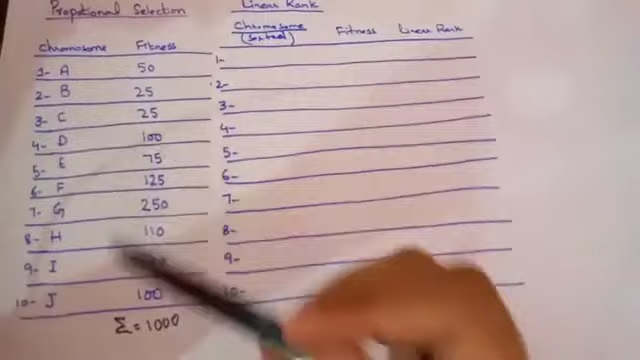 Propotional Selection
Chromosome Fitness
1- A 50
2- B 25
3- C 25
4- D 100
5- E 75
6- F 125
7- G 250
8- H 110
9- I
10- J 100
Σ = 1000
Linear Rank
Chromosome Fitness Linear Rank
(Sorted)
1-
2-
3-
4-
5-
6-
7-
8-
9-
10-